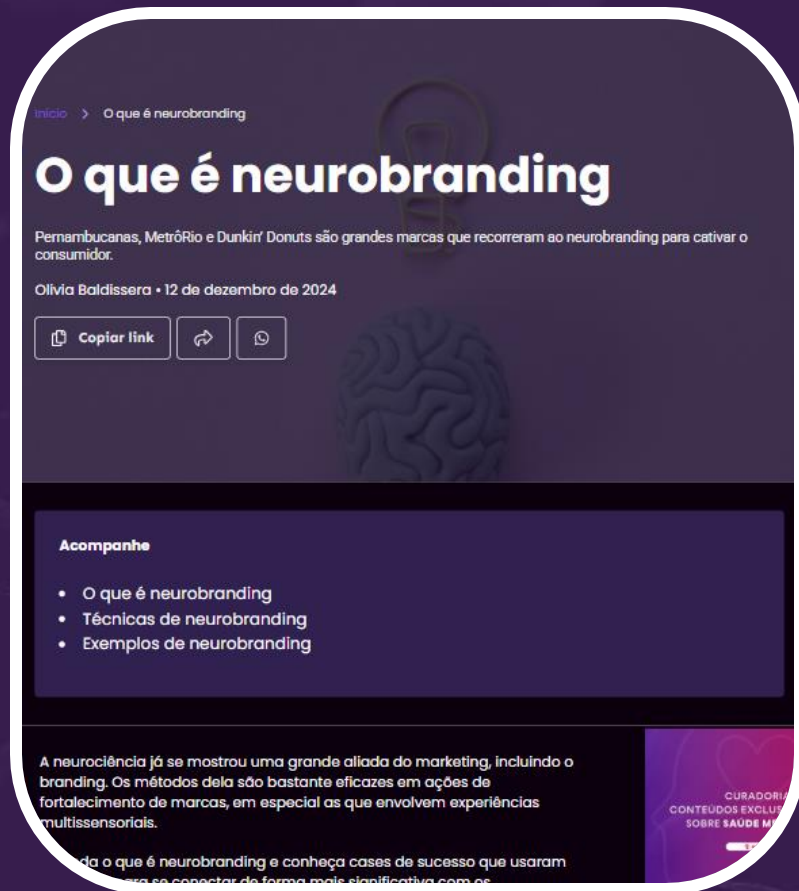 Início > O que é neurobranding
O que é neurobranding
Pernambucanas, MetrôRio e Dunkin' Donuts são grandes marcas que recorreram ao neurobranding para cativar o
consumidor.
Olivia Baldissera • 12 de dezembro de 2024
Copiar link
Acompanhe
• O que é neurobranding
• Técnicas de neurobranding
• Exemplos de neurobranding
A neurociência já se mostrou uma grande aliada do marketing, incluindo o
branding. Os métodos dela são bastante eficazes em ações de
fortalecimento de marcas, em especial as que envolvem experiências
multissensoriais.
CURADORIA
CONTEÚDOS
SOBRE SAÚDE
o que é neurobranding e conheça cases de sucesso que usaram
se conectar de forma mais significativa com os